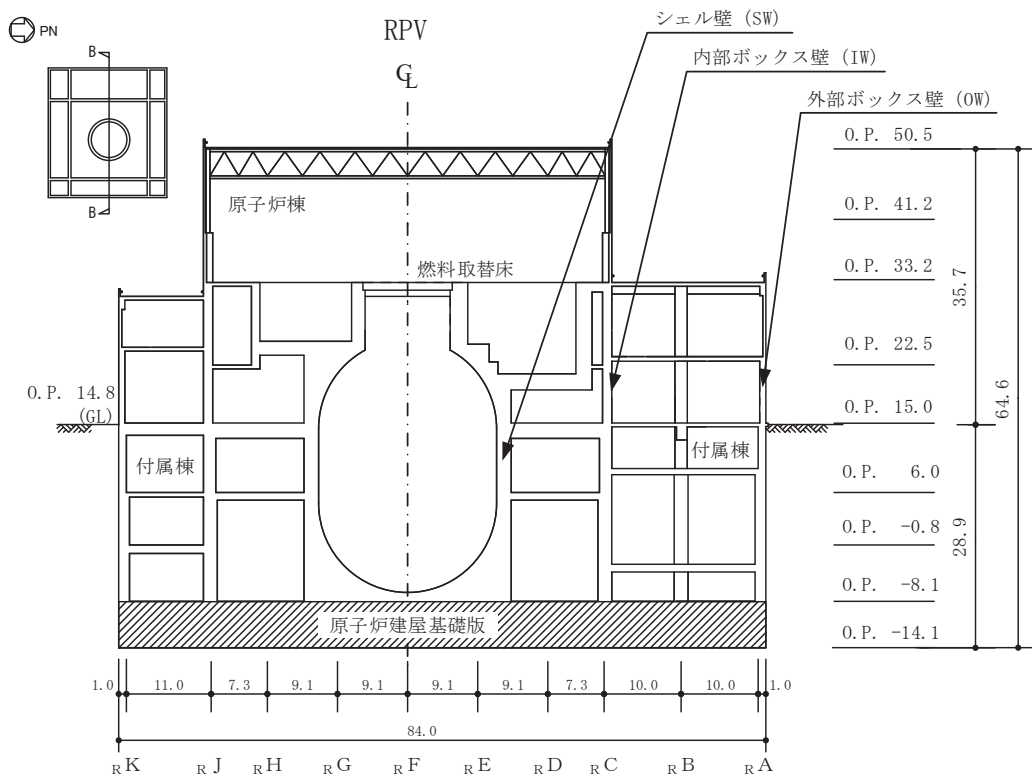 シェル壁 (SW)
PN
RPV
内部ボックス壁 (IW)
B
CL
外部ボックス壁 (OW)
O.P. 50.5
B
原子炉棟
O.P. 41.2
燃料取替床
O.P. 33.2
35.7
O.P. 22.5
O.P. 14.8
(GL)
O.P. 15.0
64.6
付属棟
付属棟
O.P. 6.0
O.P. -0.8
28.9
O.P. -8.1
原子炉建屋基礎版
O.P. -14.1
1.0 11.0 7.3 9.1 9.1 9.1 9.1 7.3 10.0 10.0 1.0
84.0
RK RJ RH RG RF RE RD RC RB RA